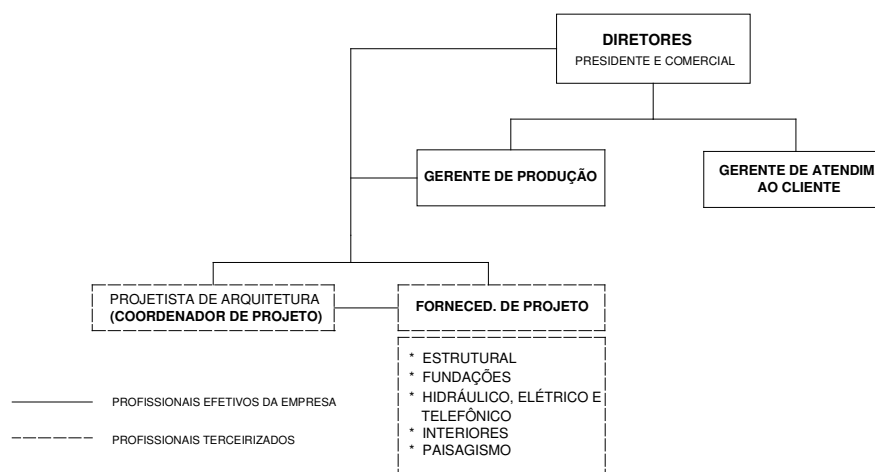 DIRETORES
PRESIDENTE E COMERCIAL
GERENTE DE PRODUÇÃO
GERENTE DE ATENDIM
AO CLIENTE
PROJETISTA DE ARQUITETURA
(COORDENADOR DE PROJETO)
FORNECED. DE PROJETO
* ESTRUTURAL
* FUNDAÇÕES
* HIDRÁULICO, ELÉTRICO E
TELEFÔNICO
* INTERIORES
* PAISAGISMO
PROFISSIONAIS EFETIVOS DA EMPRESA
PROFISSIONAIS TERCEIRIZADOS